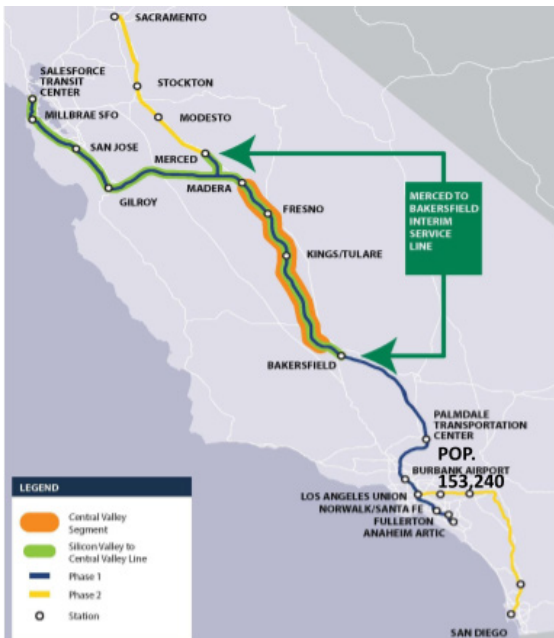 SACRAMENTO
STOCKTON
SALESFORCE
TRANSIT
CENTER
MODESTO
MILLBRAE SFO
SAN JOSE
MERCED
MADERA
GILROY
FRESNO
MERCED TO
BAKERSFIELD
INTERIM
SERVICE
LINE
KINGS/TULARE
BAKERSFIELD
PALMDALE
TRANSPORTATION
CENTER
POP.
BURBANK AIRPORT
153,240
LOS ANGELES UNION
NORWALK/SANTA FE
FULLERTON
ANAHEIM ARTIC
SAN DIEGO
LEGEND
Central Valley
Segment
Silicon Valley to
Central Valley Line
Phase 1
Phase 2
Station